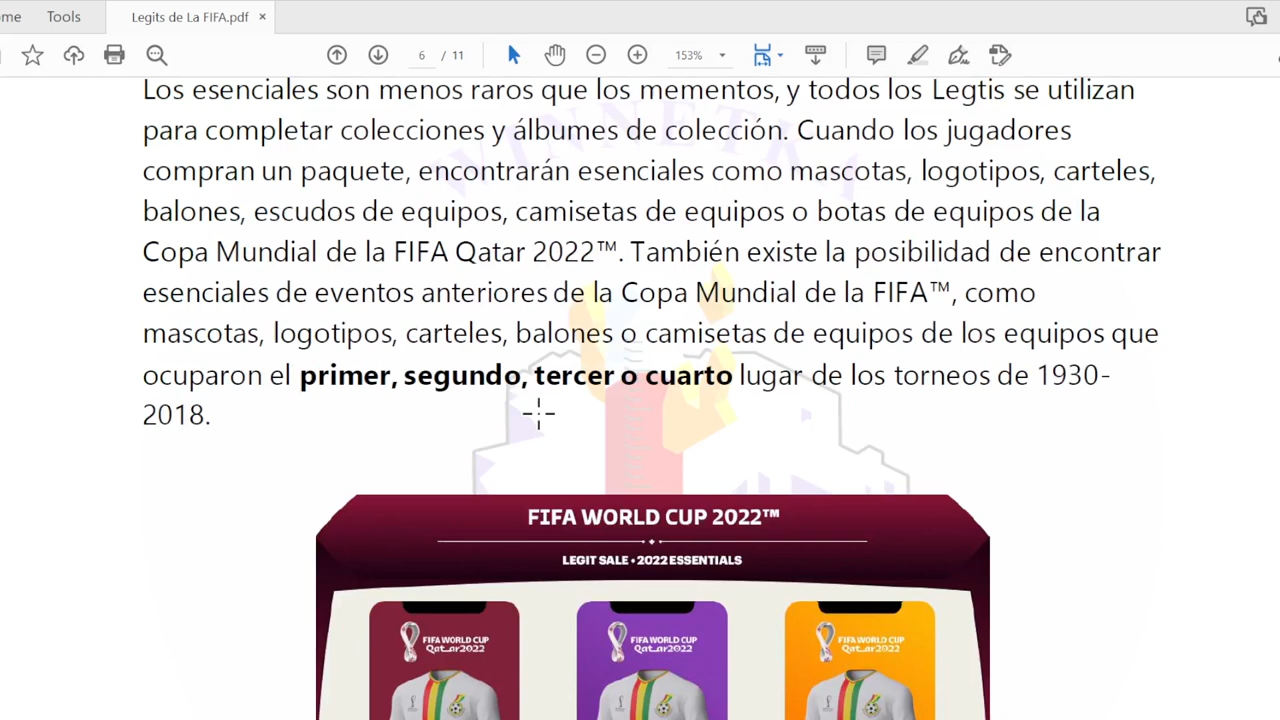 ome Tools Legits de La FIFA.pdf ×
6 / 11 153%
Los esenciales son menos raros que los mementos, y todos los Legtis se utilizan
para completar colecciones y álbumes de colección. Cuando los jugadores
compran un paquete, encontrarán esenciales como mascotas, logotipos, carteles,
balones, escudos de equipos, camisetas de equipos o botas de equipos de la
Copa Mundial de la FIFA Qatar 2022™. También existe la posibilidad de encontrar
esenciales de eventos anteriores de la Copa Mundial de la FIFA™, como
mascotas, logotipos, carteles, balones o camisetas de equipos de los equipos que
ocuparon el primer, segundo, tercer o cuarto lugar de los torneos de 1930-
2018.
WINNETKA
FIFA WORLD CUP 2022™
LEGIT SALE • 2022 ESSENTIALS
FIFA WORLD CUP
Qatar2022
FIFA WORLD CUP
Qatar2022
FIFA WORLD CUP
Qatar2022